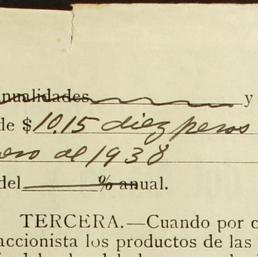 anualidades y
de $10.15 diez pesos
ero de 1938
del % anual.
TERCERA.—Cuando por c
accionista los productos de las